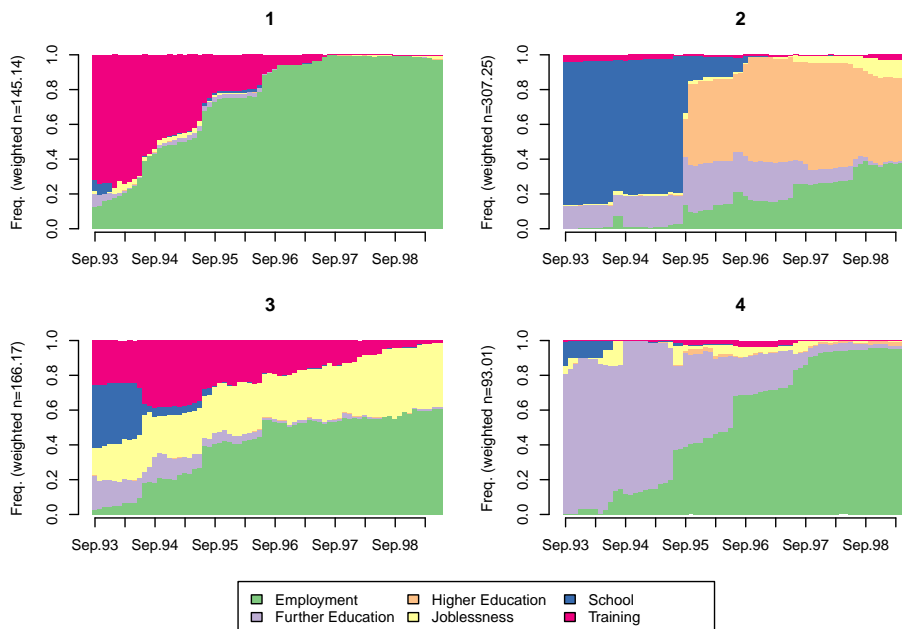 1
Freq. (weighted n=145.14)
0.0 0.2 0.4 0.6 0.8 1.0
Sep.93 Sep.94 Sep.95 Sep.96 Sep.97 Sep.98
2
Freq. (weighted n=307.25)
0.0 0.2 0.4 0.6 0.8 1.0
Sep.93 Sep.94 Sep.95 Sep.96 Sep.97 Sep.98
3
Freq. (weighted n=166.17)
0.0 0.2 0.4 0.6 0.8 1.0
Sep.93 Sep.94 Sep.95 Sep.96 Sep.97 Sep.98
4
Freq. (weighted n=93.01)
0.0 0.2 0.4 0.6 0.8 1.0
Sep.93 Sep.94 Sep.95 Sep.96 Sep.97 Sep.98
Employment Higher Education School
Further Education Joblessness Training